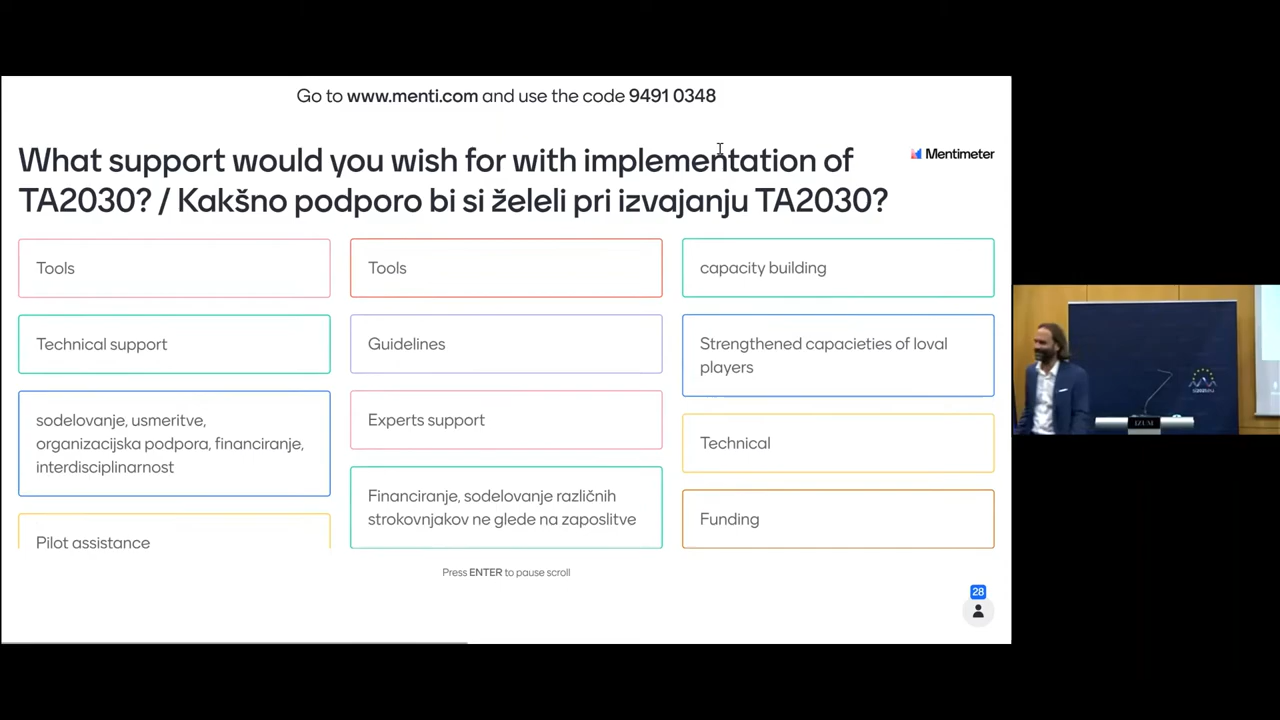 Go to www.menti.com and use the code 9491 0348
What support would you wish for with implementation of
TA2030? / Kakšno podporo bi si želeli pri izvajanju TA2030?
Mentimeter
Tools
Technical support
sodelovanje, usmeritve,
organizacijska podpora, financiranje,
interdisciplinarnost
Pilot assistance
Tools
Guidelines
Experts support
Financiranje, sodelovanje različnih
strokovnjakov ne glede na zaposlitve
capacity building
Strengthened capacieties of loval
players
Technical
Funding
Press ENTER to pause scroll
28
IZUM